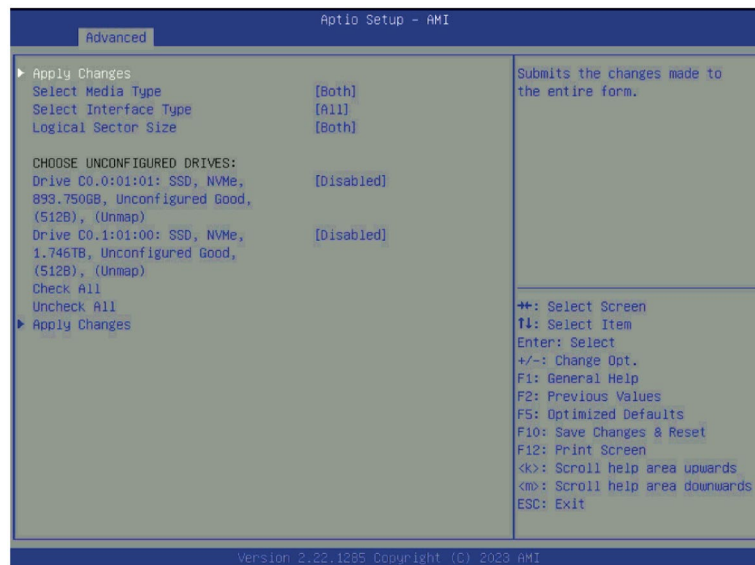 Aptio Setup – AMI
Advanced
▶ Apply Changes
Select Media Type [Both]
Select Interface Type [All]
Logical Sector Size [Both]
CHOOSE UNCONFIGURED DRIVES:
Drive C0.0:01:01: SSD, NVMe, [Disabled]
893.750GB, Unconfigured Good,
(512B), (Unmap)
Drive C0.1:01:00: SSD, NVMe, [Disabled]
1.746TB, Unconfigured Good,
(512B), (Unmap)
Check All
Uncheck All
▶ Apply Changes
Submits the changes made to
the entire form.
→←: Select Screen
↑↓: Select Item
Enter: Select
+/-: Change Opt.
F1: General Help
F2: Previous Values
F5: Optimized Defaults
F10: Save Changes & Reset
F12: Print Screen
<k>: Scroll help area upwards
<m>: Scroll help area downwards
ESC: Exit
Version 2.22.1285 Copyright (C) 2023 AMI